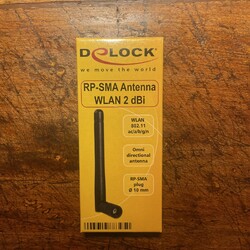 DeLOCK
we move the world
RP-SMA Antenna
WLAN 2 dBi
WLAN
802.11
ac/a/b/g/n
Omni
directional
antenna
RP-SMA
plug
Ø 10 mm